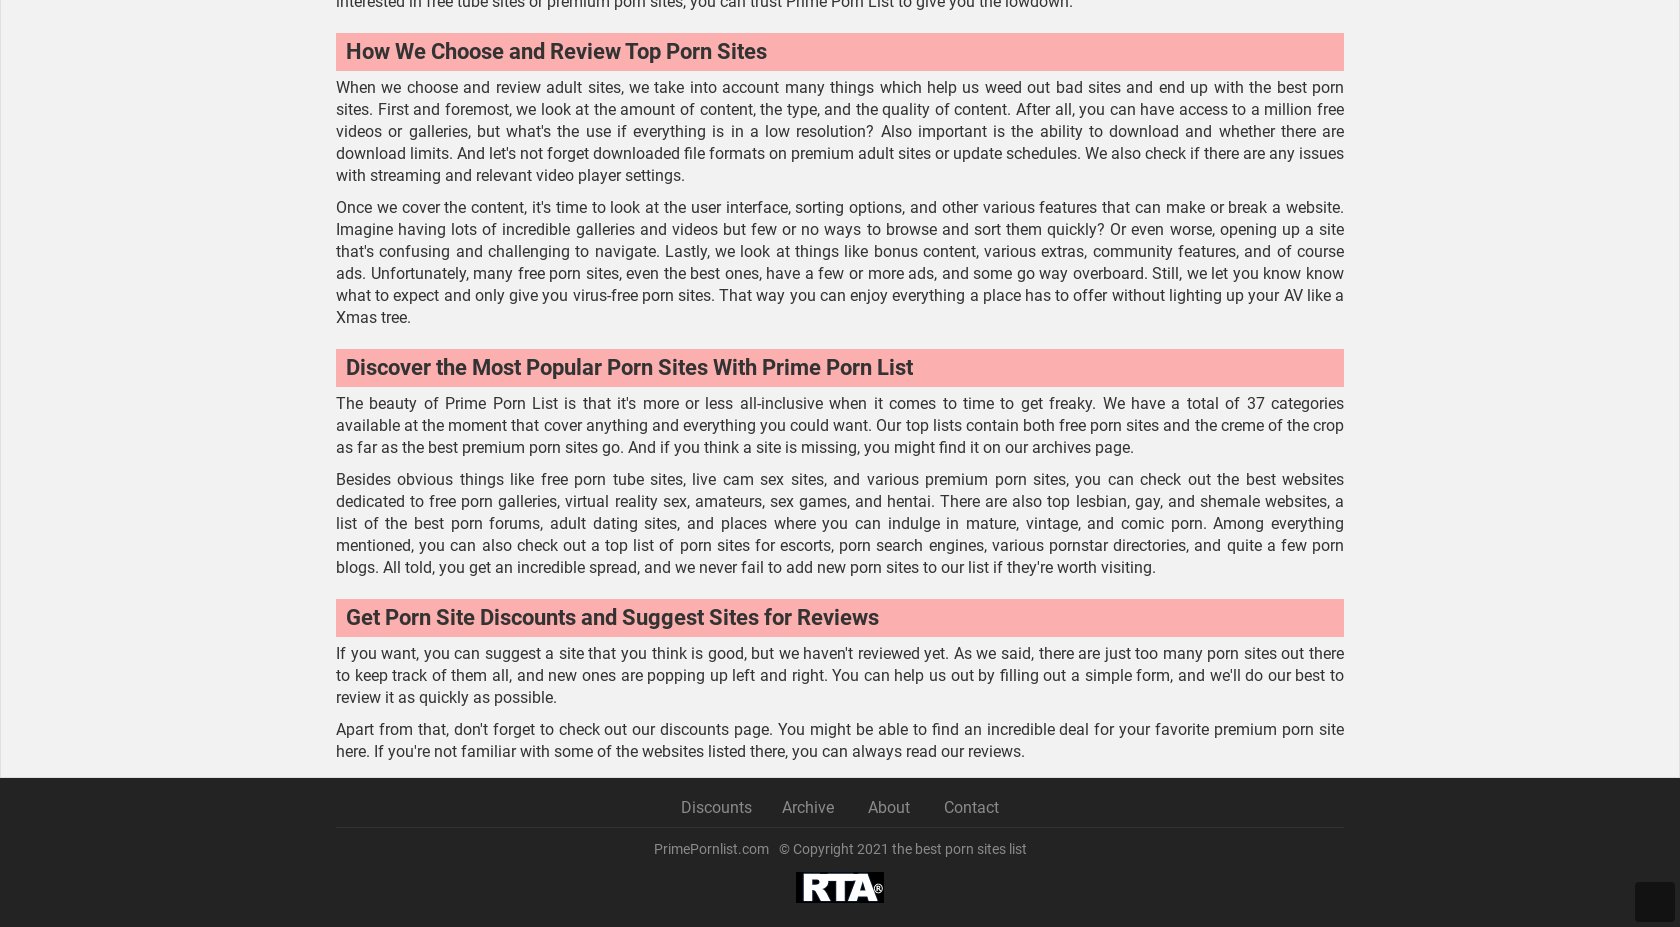 interested in free tube sites or premium porn sites, you can trust Prime Porn List to give you the lowdown.
How We Choose and Review Top Porn Sites
When we choose and review adult sites, we take into account many things which help us weed out bad sites and end up with the best porn
sites. First and foremost, we look at the amount of content, the type, and the quality of content. After all, you can have access to a million free
videos or galleries, but what's the use if everything is in a low resolution? Also important is the ability to download and whether there are
download limits. And let's not forget downloaded file formats on premium adult sites or update schedules. We also check if there are any issues
with streaming and relevant video player settings.
Once we cover the content, it's time to look at the user interface, sorting options, and other various features that can make or break a website.
Imagine having lots of incredible galleries and videos but few or no ways to browse and sort them quickly? Or even worse, opening up a site
that's confusing and challenging to navigate. Lastly, we look at things like bonus content, various extras, community features, and of course
ads. Unfortunately, many free porn sites, even the best ones, have a few or more ads, and some go way overboard. Still, we let you know know
what to expect and only give you virus-free porn sites. That way you can enjoy everything a place has to offer without lighting up your AV like a
Xmas tree.
Discover the Most Popular Porn Sites With Prime Porn List
The beauty of Prime Porn List is that it's more or less all-inclusive when it comes to time to get freaky. We have a total of 37 categories
available at the moment that cover anything and everything you could want. Our top lists contain both free porn sites and the creme of the crop
as far as the best premium porn sites go. And if you think a site is missing, you might find it on our archives page.
Besides obvious things like free porn tube sites, live cam sex sites, and various premium porn sites, you can check out the best websites
dedicated to free porn galleries, virtual reality sex, amateurs, sex games, and hentai. There are also top lesbian, gay, and shemale websites, a
list of the best porn forums, adult dating sites, and places where you can indulge in mature, vintage, and comic porn. Among everything
mentioned, you can also check out a top list of porn sites for escorts, porn search engines, various pornstar directories, and quite a few porn
blogs. All told, you get an incredible spread, and we never fail to add new porn sites to our list if they're worth visiting.
Get Porn Site Discounts and Suggest Sites for Reviews
If you want, you can suggest a site that you think is good, but we haven't reviewed yet. As we said, there are just too many porn sites out there
to keep track of them all, and new ones are popping up left and right. You can help us out by filling out a simple form, and we'll do our best to
review it as quickly as possible.
Apart from that, don't forget to check out our discounts page. You might be able to find an incredible deal for your favorite premium porn site
here. If you're not familiar with some of the websites listed there, you can always read our reviews.
Discounts Archive About Contact
PrimePornlist.com © Copyright 2021 the best porn sites list
RTA®